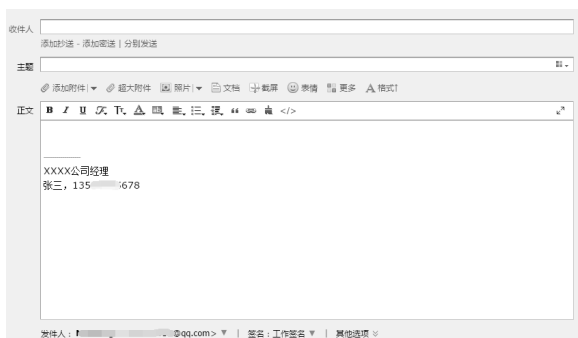 收件人
添加抄送 - 添加密送 | 分别发送
主题
添加附件 | 超大附件 照片 | 文档 截屏 表情 更多 A 格式↑
正文 B I U
XXXX公司经理
张三，135 678
发件人： @qq.com> | 签名：工作签名 | 其他选项